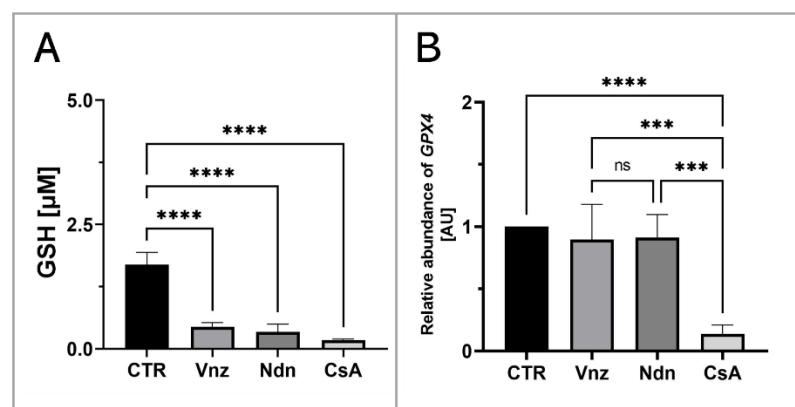 A
GSH [µM]
5.0
2.5
0.0
****
****
****
CTR Vnz Ndn CsA
B
Relative abundance of GPX4
[AU]
2
1
0
****
***
ns ***
CTR Vnz Ndn CsA